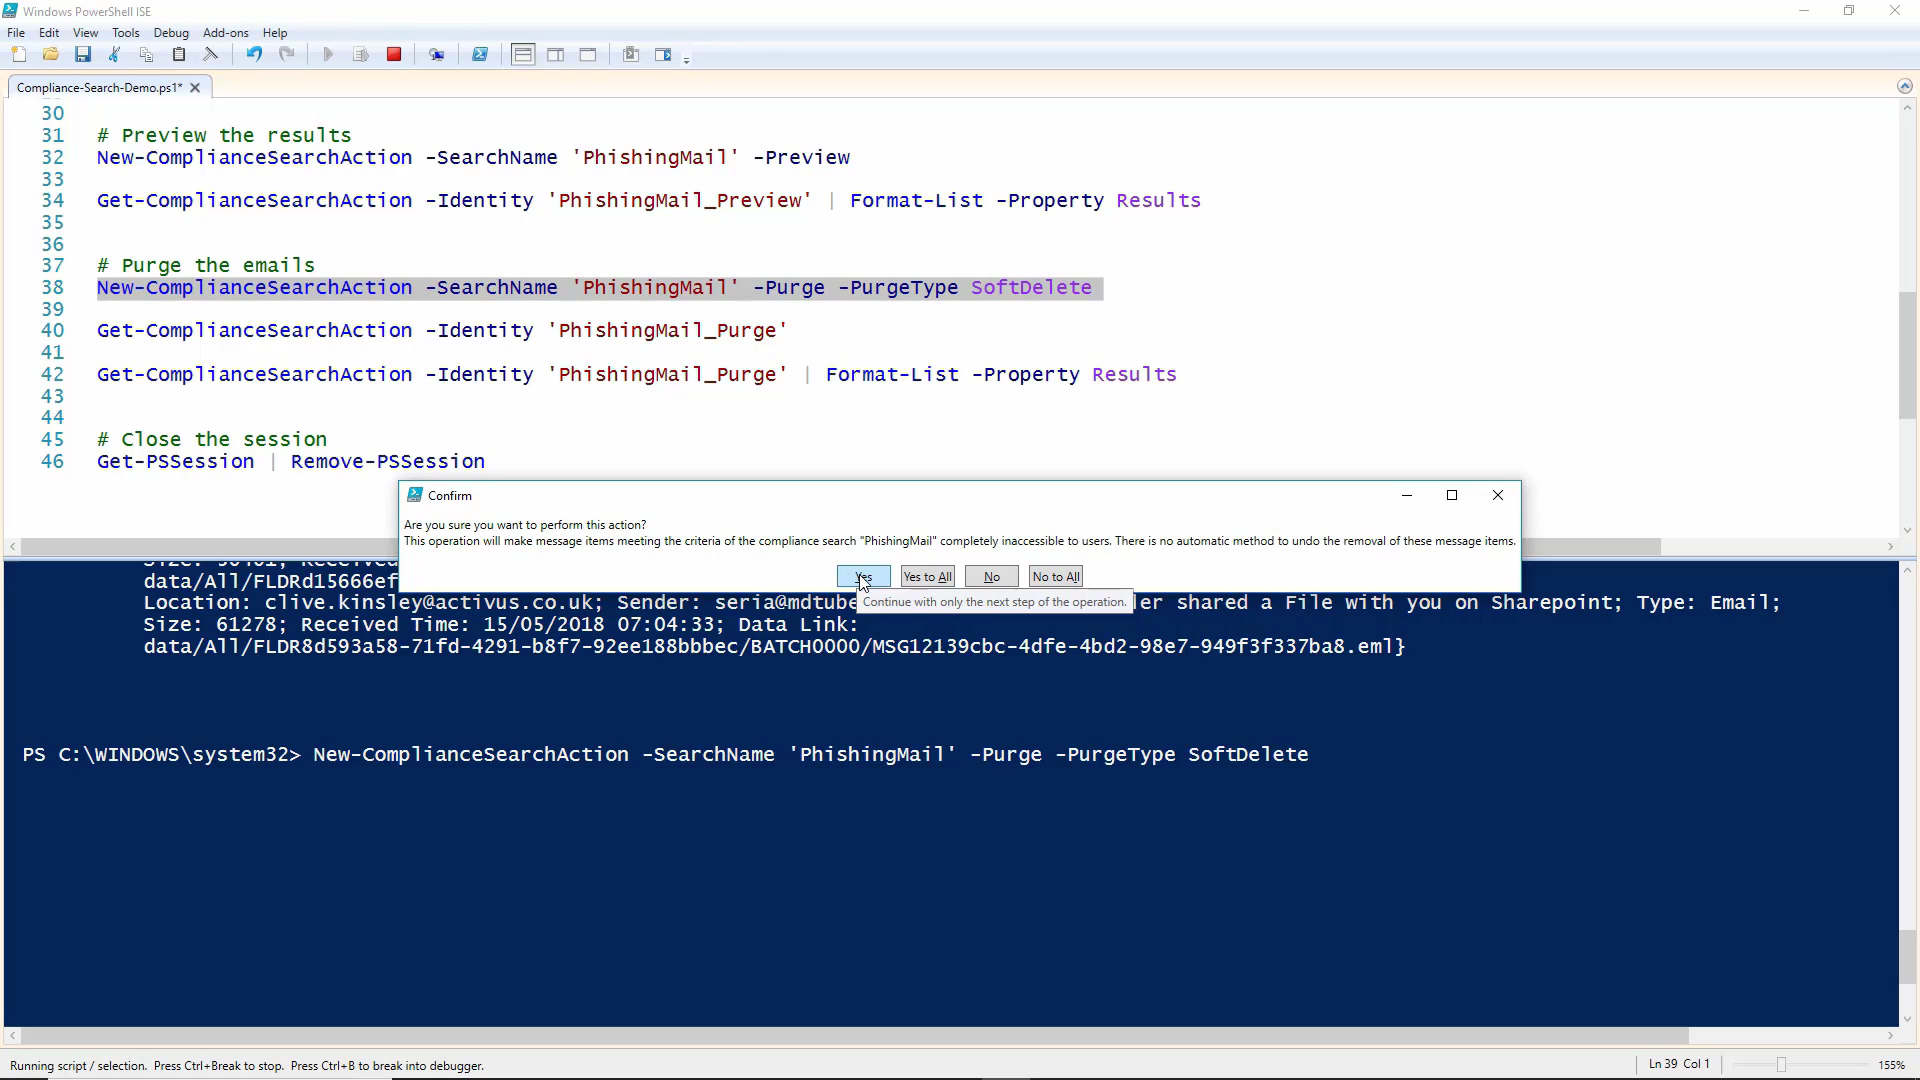 Windows PowerShell ISE
File Edit View Tools Debug Add-ons Help
Compliance-Search-Demo.ps1*
30
31 # Preview the results
32 New-ComplianceSearchAction -SearchName 'PhishingMail' -Preview
33
34 Get-ComplianceSearchAction -Identity 'PhishingMail_Preview' | Format-List -Property Results
35
36
37 # Purge the emails
38 New-ComplianceSearchAction -SearchName 'PhishingMail' -Purge -PurgeType SoftDelete
39
40 Get-ComplianceSearchAction -Identity 'PhishingMail_Purge'
41
42 Get-ComplianceSearchAction -Identity 'PhishingMail_Purge' | Format-List -Property Results
43
44
45 # Close the session
46 Get-PSSession | Remove-PSSession
Confirm
Are you sure you want to perform this action?
This operation will make message items meeting the criteria of the compliance search "PhishingMail" completely inaccessible to users. There is no automatic method to undo the removal of these message items.
Yes Yes to All No No to All
Continue with only the next step of the operation.
data/All/FLDRd15666ef
Location: clive.kinsley@activus.co.uk; Sender: seria@mdtube er shared a File with you on Sharepoint; Type: Email;
Size: 61278; Received Time: 15/05/2018 07:04:33; Data Link:
data/All/FLDR8d593a58-71fd-4291-b8f7-92ee188bbbec/BATCH0000/MSG12139cbc-4dfe-4bd2-98e7-949f3f337ba8.eml}
PS C:\WINDOWS\system32> New-ComplianceSearchAction -SearchName 'PhishingMail' -Purge -PurgeType SoftDelete
Running script / selection. Press Ctrl+Break to stop. Press Ctrl+B to break into debugger.
Ln 39 Col 1
155%